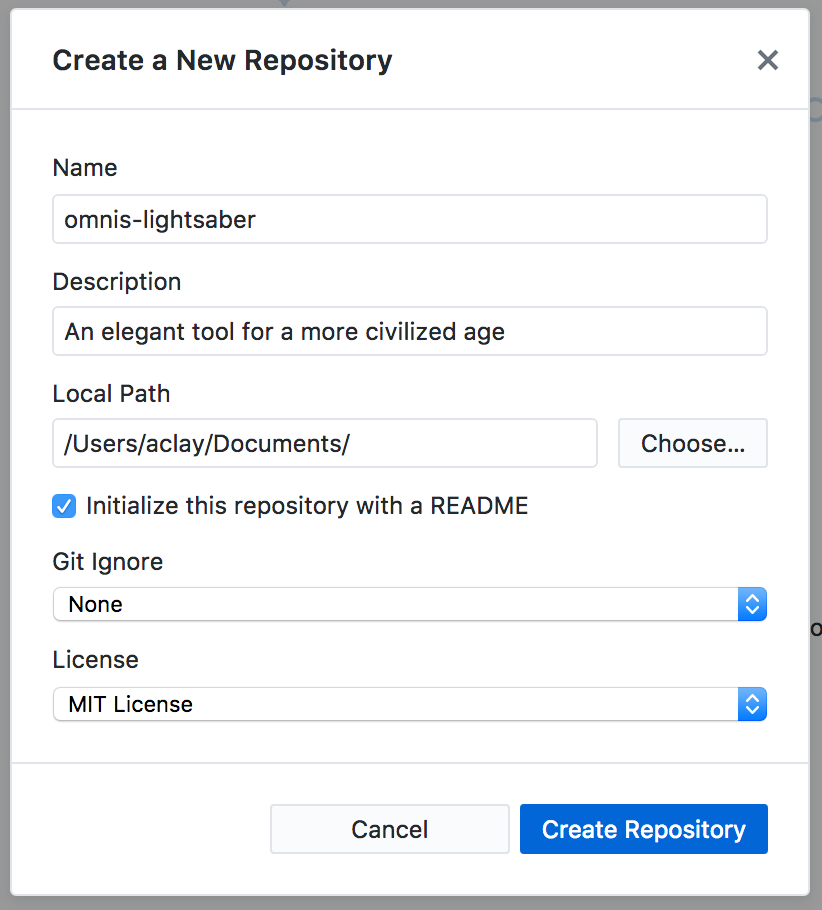 Create a New Repository
Name
omnis-lightsaber
Description
An elegant tool for a more civilized age
Local Path
/Users/aclay/Documents/
Choose...
Initialize this repository with a README
Git Ignore
None
License
MIT License
Cancel
Create Repository